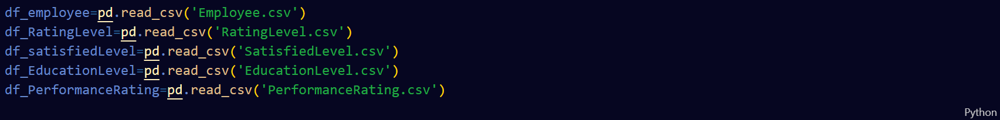 df_employee=pd.read_csv('Employee.csv')
df_RatingLevel=pd.read_csv('RatingLevel.csv')
df_satisfiedLevel=pd.read_csv('SatisfiedLevel.csv')
df_EducationLevel=pd.read_csv('EducationLevel.csv')
df_PerformanceRating=pd.read_csv('PerformanceRating.csv')
Python